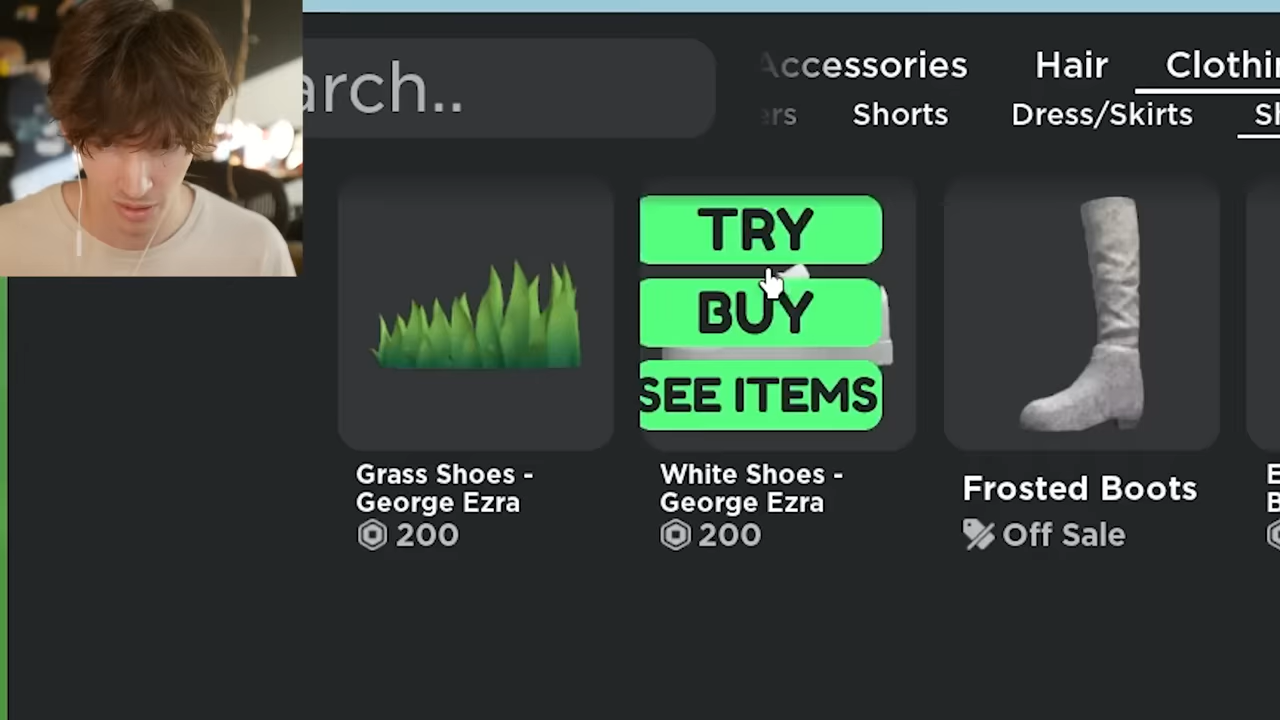 arch..
Accessories Hair Clothin
ers Shorts Dress/Skirts Sh
TRY
BUY
SEE ITEMS
Grass Shoes -
George Ezra
200
White Shoes -
George Ezra
200
Frosted Boots
Off Sale
E
B